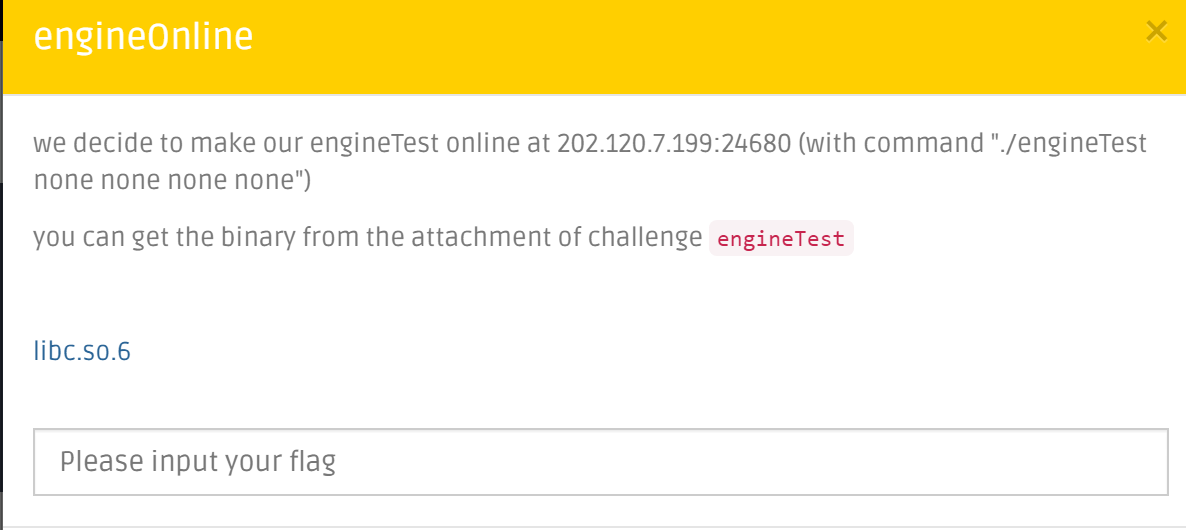 engineOnline
×
we decide to make our engineTest online at 202.120.7.199:24680 (with command "./engineTest
none none none none")
you can get the binary from the attachment of challenge engineTest
libc.so.6
Please input your flag